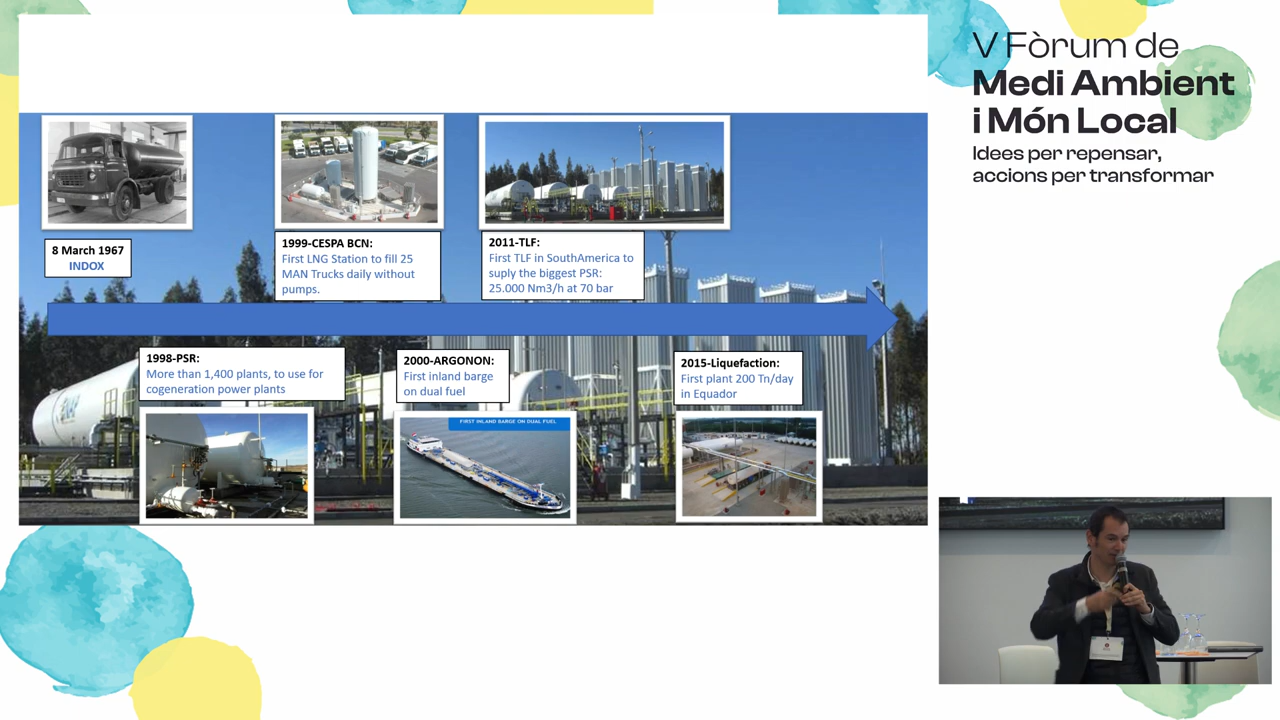 V Fòrum de
Medi Ambient
i Món Local
Idees per repensar,
accions per transformar
8 March 1967
INDOX
1999-CESPA BCN:
First LNG Station to fill 25
MAN Trucks daily without
pumps.
2011-TLF:
First TLF in SouthAmerica to
suply the biggest PSR:
25.000 Nm3/h at 70 bar
1998-PSR:
More than 1,400 plants, to use for
cogeneration power plants
2000-ARGONON:
First inland barge
on dual fuel
2015-Liquefaction:
First plant 200 Tn/day
in Equador
FIRST INLAND BARGE ON DUAL FUEL